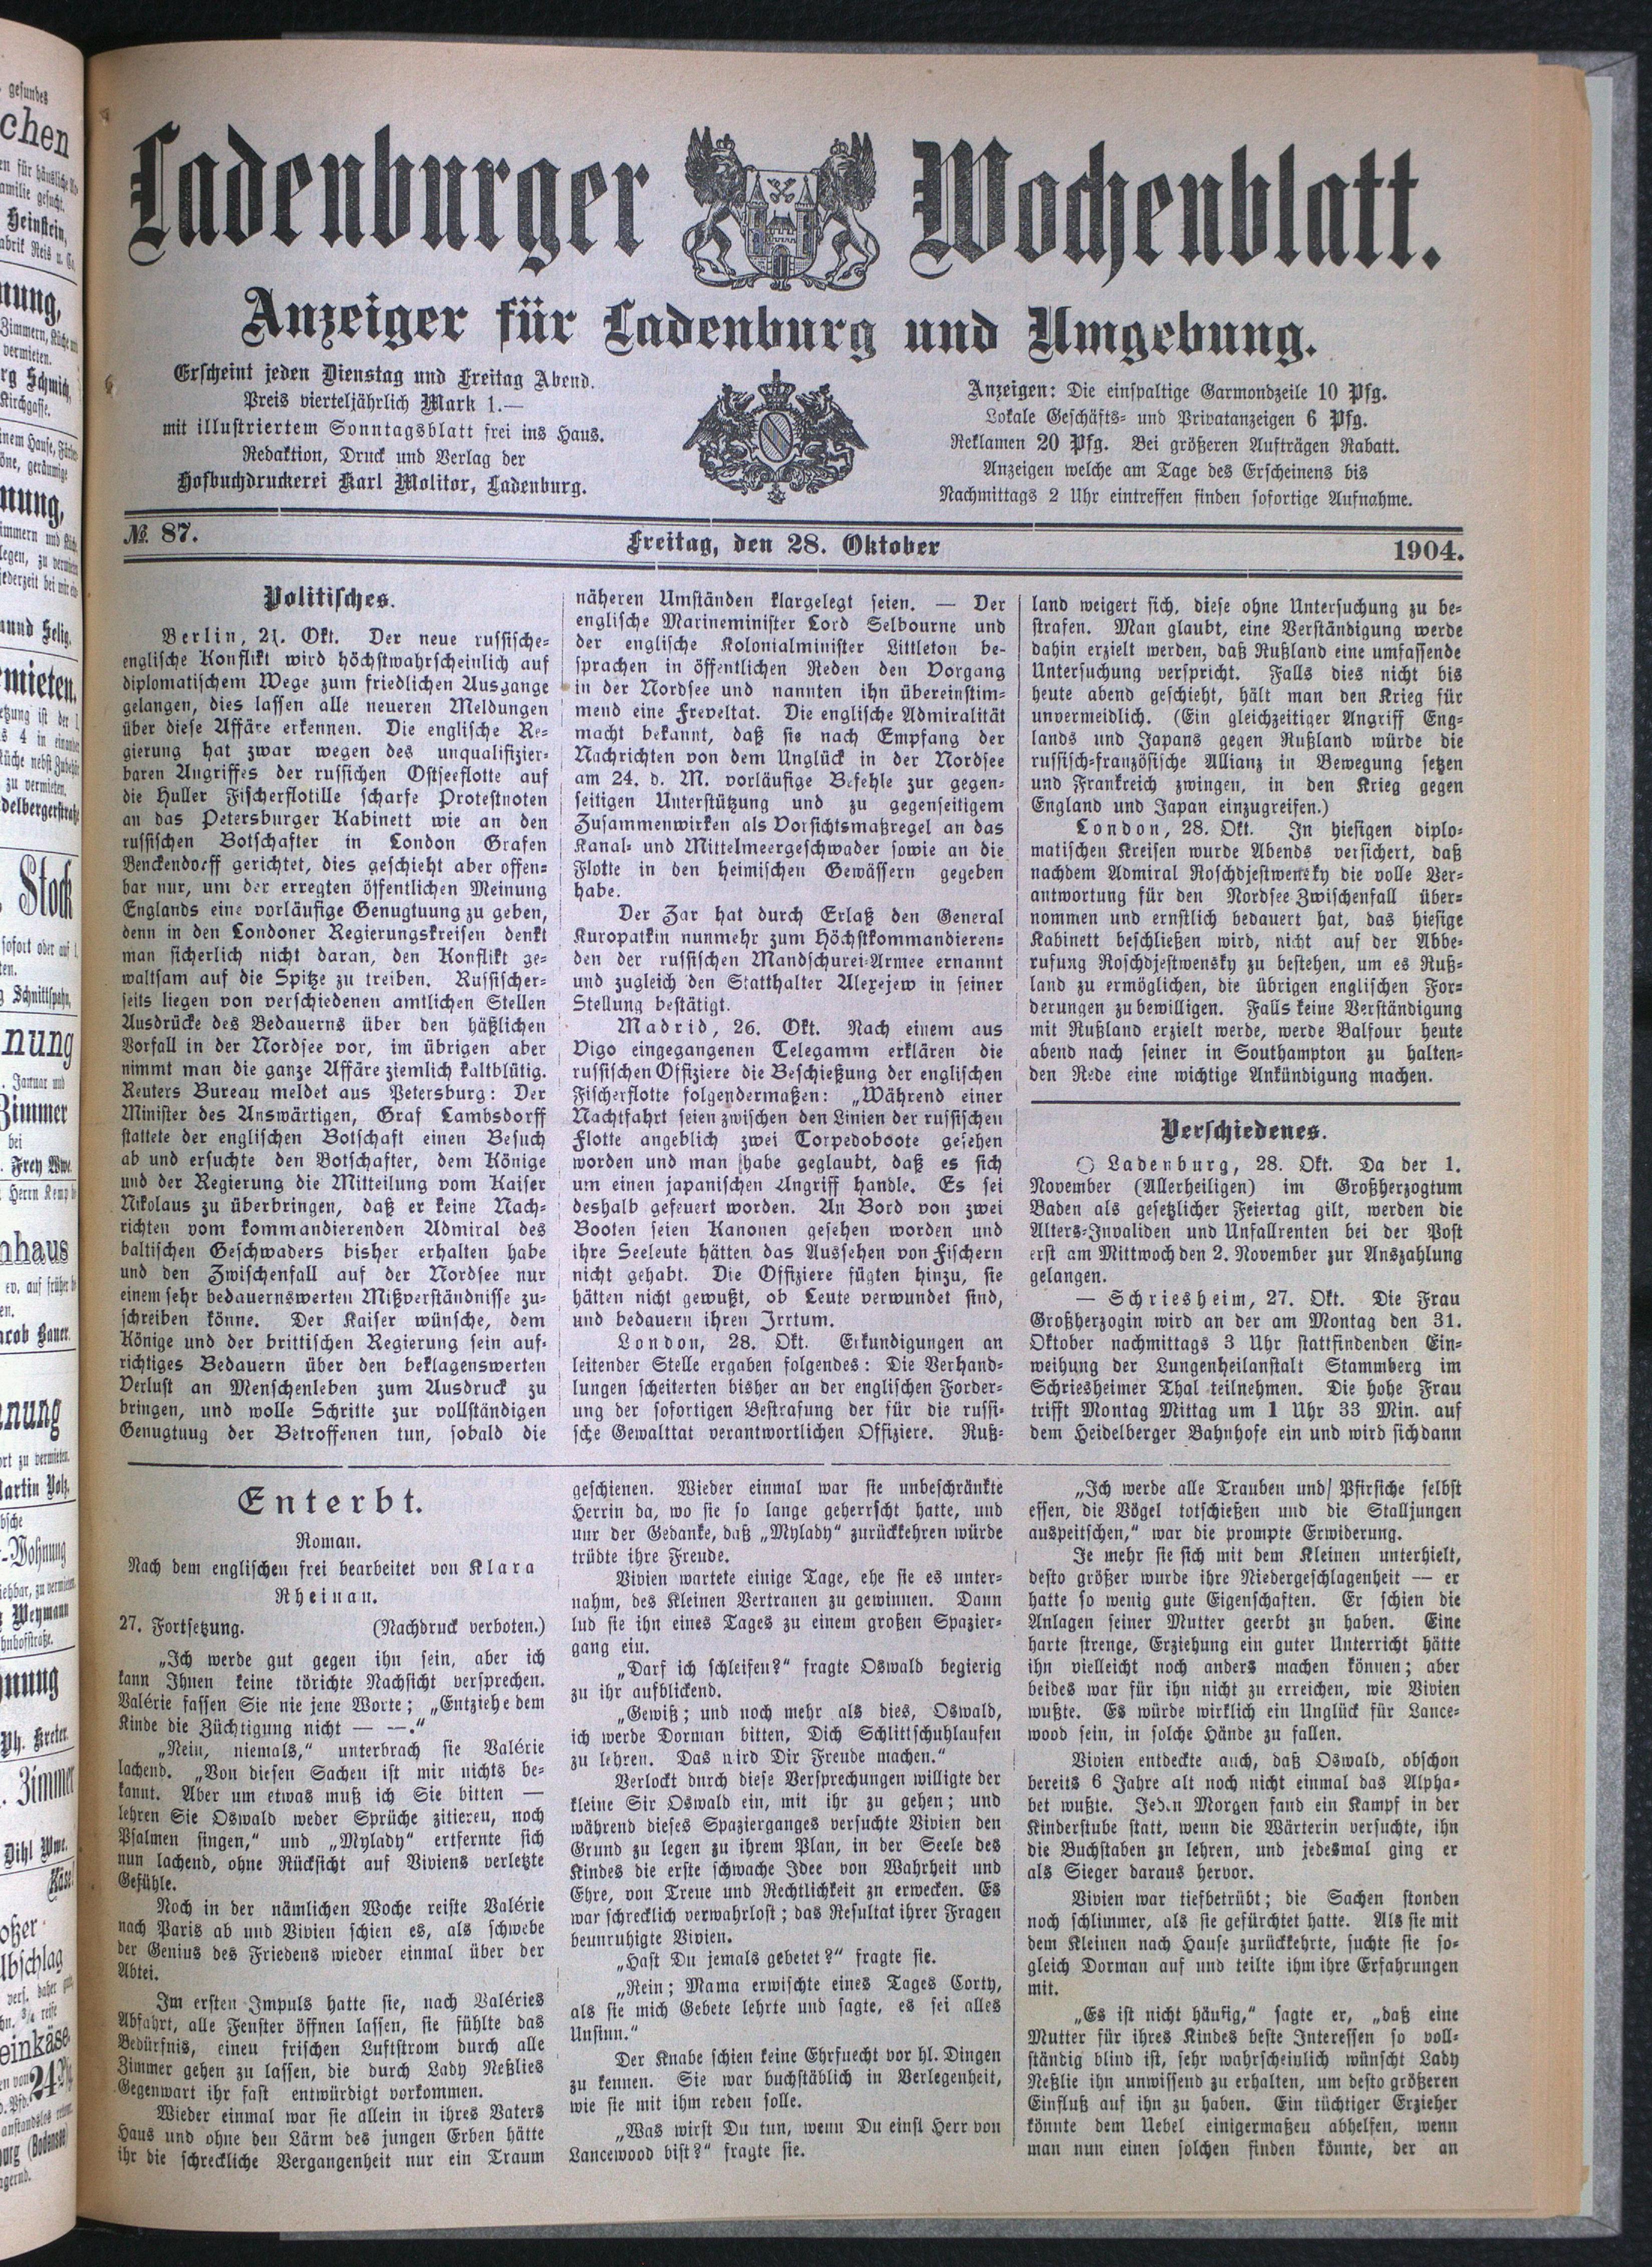 Ladenburger Wochenblatt.
Anzeiger für Ladenburg und Umgebung.
Erscheint jeden Dienstag und Freitag Abend.
Preis vierteljährlich Mark 1.—
mit illustriertem Sonntagsblatt frei ins Haus.
Redaktion, Druck und Verlag der
Hofbuchdruckerei Karl Molitor, Ladenburg.
Anzeigen: Die einspaltige Garmondzeile 10 Pfg.
Lokale Geschäfts- und Privatanzeigen 6 Pfg.
Reklamen 20 Pfg. Bei größeren Aufträgen Rabatt.
Anzeigen welche am Tage des Erscheinens bis
Nachmittags 2 Uhr eintreffen finden sofortige Aufnahme.
№ 87.
Freitag, den 28. Oktober
1904.
Politisches.
Berlin, Okt. Der neue russische-
englische Konflikt wird höchstwahrscheinlich auf
diplomatischem Wege zum friedlichen Ausgange
gelangen, dies lassen alle neueren Meldungen
über diese Affäre erkennen. Die englische Re-
gierung hat zwar wegen des unqualifizier-
baren Angriffes der russichen Ostseeflotte auf
die Huller Fischerflotille scharfe Protestnoten
an das Petersburger Kabinett wie an den
russischen Botschafter in London Grafen
Benckendorff gerichtet, dies geschieht aber offen-
bar nur, um der erregten öffentlichen Meinung
Englands eine vorläufige Genugtuung zu geben,
denn in den Londoner Regierungskreisen denkt
man sicherlich nicht daran, den Konflikt ge-
waltsam auf die Spitze zu treiben. Russischer-
seits liegen von verschiedenen amtlichen Stellen
Ausdrücke des Bedauerns über den häßlichen
Vorfall in der Nordsee vor, im übrigen aber
nimmt man die ganze Affäre ziemlich kaltblütig.
Reuters Bureau meldet aus Petersburg: Der
Minister des Answärtigen, Graf Lambsdorff
stattete der englischen Botschaft einen Besuch
ab und ersuchte den Botschafter, dem Könige
und der Regierung die Mitteilung vom Kaiser
Nikolaus zu überbringen, daß er keine Nach-
richten vom kommandierenden Admiral des
baltischen Geschwaders bisher erhalten habe
und den Zwischenfall auf der Nordsee nur
einem sehr bedauernswerten Mißverständnisse zu-
schreiben könne. Der Kaiser wünsche, dem
Könige und der brittischen Regierung sein auf-
richtiges Bedauern über den beklagenswerten
Verlust an Menschenleben zum Ausdruck zu
bringen, und wolle Schritte zur vollständigen
Genugtuug der Betroffenen tun, sobald die
näheren Umständen klargelegt seien. — Der
englische Marineminister Lord Selbourne und
der englische Kolonialminister Littleton be-
sprachen in öffentlichen Reden den Vorgang
in der Nordsee und nannten ihn übereinstim-
mend eine Freveltat. Die englische Admiralität
macht bekannt, daß sie nach Empfang der
Nachrichten von dem Unglück in der Nordsee
am 24. d. M. vorläufige Befehle zur gegen-
seitigen Unterstützung und zu gegenseitigem
Zusammenwirken als Vorsichtsmaßregel an das
Kanal- und Mittelmeergeschwader sowie an die
Flotte in den heimischen Gewässern gegeben
habe.
Der Zar hat durch Erlaß den General
Kuropatkin nunmehr zum Höchstkommandieren-
den der russischen Mandschurei-Armee ernannt
und zugleich den Statthalter Alexejew in seiner
Stellung bestätigt.
Madrid, 26. Okt. Nach einem aus
Vigo eingegangenen Telegamm erklären die
russischen Offiziere die Beschießung der englischen
Fischerflotte folgendermaßen: „Während einer
Nachtfahrt seien zwischen den Linien der russischen
Flotte angeblich zwei Torpedoboote gesehen
worden und man habe geglaubt, daß es sich
um einen japanischen Angriff handle. Es sei
deshalb gefeuert worden. An Bord von zwei
Booten seien Kanonen gesehen worden und
ihre Seeleute hätten das Aussehen von Fischern
nicht gehabt. Die Offiziere fügten hinzu, sie
hätten nicht gewußt, ob Leute verwundet sind,
und bedauern ihren Irrtum.
London, 28. Okt. Erkundigungen an
leitender Stelle ergaben folgendes: Die Verhand-
lungen scheiterten bisher an der englischen Forder-
ung der sofortigen Bestrafung der für die russi-
sche Gewalttat verantwortlichen Offiziere. Ruß-
land weigert sich, diese ohne Untersuchung zu be-
strafen. Man glaubt, eine Verständigung werde
dahin erzielt werden, daß Rußland eine umfassende
Untersuchung verspricht. Falls dies nicht bis
heute abend geschieht, hält man den Krieg für
unvermeidlich. (Ein gleichzeitiger Angriff Eng-
lands und Japans gegen Rußland würde die
russisch-französische Allianz in Bewegung setzen
und Frankreich zwingen, in den Krieg gegen
England und Japan einzugreifen.)
London, 28. Okt. In hiesigen diplo-
matischen Kreisen wurde Abends versichert, daß
nachdem Admiral Roschdjestwensky die volle Ver-
antwortung für den Nordsee-Zwischenfall über-
nommen und ernstlich bedauert hat, das hiesige
Kabinett beschließen wird, nicht auf der Abbe-
rufung Roschdjestwensky zu bestehen, um es Ruß-
land zu ermöglichen, die übrigen englischen For-
derungen zu bewilligen. Falls keine Verständigung
mit Rußland erzielt werde, werde Balfour heute
abend nach seiner in Southampton zu halten-
den Rede eine wichtige Ankündigung machen.
Verschiedenes.
Ladenburg, 28. Okt. Da der 1.
November (Allerheiligen) im Großherzogtum
Baden als gesetzlicher Feiertag gilt, werden die
Alters-Invaliden und Unfallrenten bei der Post
erst am Mittwoch den 2. November zur Anszahlung
gelangen.
— Schriesheim, 27. Okt. Die Frau
Großherzogin wird an der am Montag den 31.
Oktober nachmittags 3 Uhr stattfindenden Ein-
weihung der Lungenheilanstalt Stammberg im
Schriesheimer Thal teilnehmen. Die hohe Frau
trifft Montag Mittag um 1 Uhr 33 Min. auf
dem Heidelberger Bahnhofe ein und wird sich dann
Enterbt.
Roman.
Nach dem englischen frei bearbeitet von Klara
Rheinau.
27. Fortsetzung. (Nachdruck verboten.)
„Ich werde gut gegen ihn sein, aber ich
kann Ihnen keine törichte Nachsicht versprechen.
Valérie fassen Sie nie jene Worte; „Entziehe dem
Kinde die Züchtigung nicht — —.“
„Nein, niemals,“ unterbrach sie Valérie
lachend. „Von diesen Sachen ist mir nichts be-
kannt. Aber um etwas muß ich Sie bitten —
lehren Sie Oswald weder Sprüche zitieren, noch
Psalmen singen,“ und „Mylady“ ertfernte sich
nun lachend, ohne Rücksicht auf Viviens verletzte
Gefühle.
Noch in der nämlichen Woche reiste Valérie
nach Paris ab und Vivien schien es, als schwebe
der Genius des Friedens wieder einmal über der
Abtei.
Im ersten Impuls hatte sie, nach Valéries
Abfahrt, alle Fenster öffnen lassen, sie fühlte das
Bedürfnis, einen frischen Luftstrom durch alle
Zimmer gehen zu lassen, die durch Lady Neßlies
Gegenwart ihr fast entwürdigt vorkommen.
Wieder einmal war sie allein in ihres Vaters
Haus und ohne den Lärm des jungen Erben hätte
ihr die schreckliche Vergangenheit nur ein Traum
geschienen. Wieder einmal war sie unbeschränkte
Herrin da, wo sie so lange geherrscht hatte, und
nur der Gedanke, daß „Mylady“ zurückkehren würde
trübte ihre Freude.
Vivien wartete einige Tage, ehe sie es unter-
nahm, des Kleinen Vertrauen zu gewinnen. Dann
lud sie ihn eines Tages zu einem großen Spazier-
gang ein.
„Darf ich schleifen?“ fragte Oswald begierig
zu ihr aufblickend.
„Gewiß; und noch mehr als dies, Oswald,
ich werde Dorman bitten, Dich Schlittschuhlaufen
zu lehren. Das wird Dir Freude machen.“
Verlockt durch diese Versprechungen willigte der
kleine Sir Oswald ein, mit ihr zu gehen; und
während dieses Spazierganges versuchte Vivien den
Grund zu legen zu ihrem Plan, in der Seele des
Kindes die erste schwache Idee von Wahrheit und
Ehre, von Treue und Rechtlichkeit zu erwecken. Es
war schrecklich verwahrlost; das Resultat ihrer Fragen
beunruhigte Vivien.
„Hast Du jemals gebetet?“ fragte sie.
„Nein; Mama erwischte eines Tages Corty,
als sie mich Gebete lehrte und sagte, es sei alles
Unsinn.“
Der Knabe schien keine Ehrfuecht vor hl. Dingen
zu kennen. Sie war buchstäblich in Verlegenheit,
wie sie mit ihm reden solle.
„Was wirst Du tun, wenn Du einst Herr von
Lancewood bist?“ fragte sie.
„Ich werde alle Trauben und Pfirsiche selbst
essen, die Vögel totschießen und die Stalljungen
auspeitschen,“ war die prompte Erwiderung.
Je mehr sie sich mit dem Kleinen unterhielt,
desto größer wurde ihre Niedergeschlagenheit — er
hatte so wenig gute Eigenschaften. Er schien die
Anlagen seiner Mutter geerbt zu haben. Eine
harte strenge, Erziehung ein guter Unterricht hätte
ihn vielleicht noch anders machen können; aber
beides war für ihn nicht zu erreichen, wie Vivien
wußte. Es würde wirklich ein Unglück für Lance-
wood sein, in solche Hände zu fallen.
Vivien entdeckte auch, daß Oswald, obschon
bereits 6 Jahre alt noch nicht einmal das Alpha-
bet wußte. Jeden Morgen fand ein Kampf in der
Kinderstube statt, wenn die Wärterin versuchte, ihn
die Buchstaben zu lehren, und jedesmal ging er
als Sieger daraus hervor.
Vivien war tiefbetrübt; die Sachen stonden
noch schlimmer, als sie gefürchtet hatte. Als sie mit
dem Kleinen nach Hause zurückkehrte, suchte sie so-
gleich Dorman auf und teilte ihm ihre Erfahrungen
mit.
„Es ist nicht häufig,“ sagte er, „daß eine
Mutter für ihres Kindes beste Interessen so voll-
ständig blind ist, sehr wahrscheinlich wünscht Lady
Neßlie ihn unwissend zu erhalten, um desto größeren
Einfluß auf ihn zu haben. Ein tüchtiger Erzieher
könnte dem Uebel einigermaßen abhelfen, wenn
man nun einen solchen finden könnte, der an